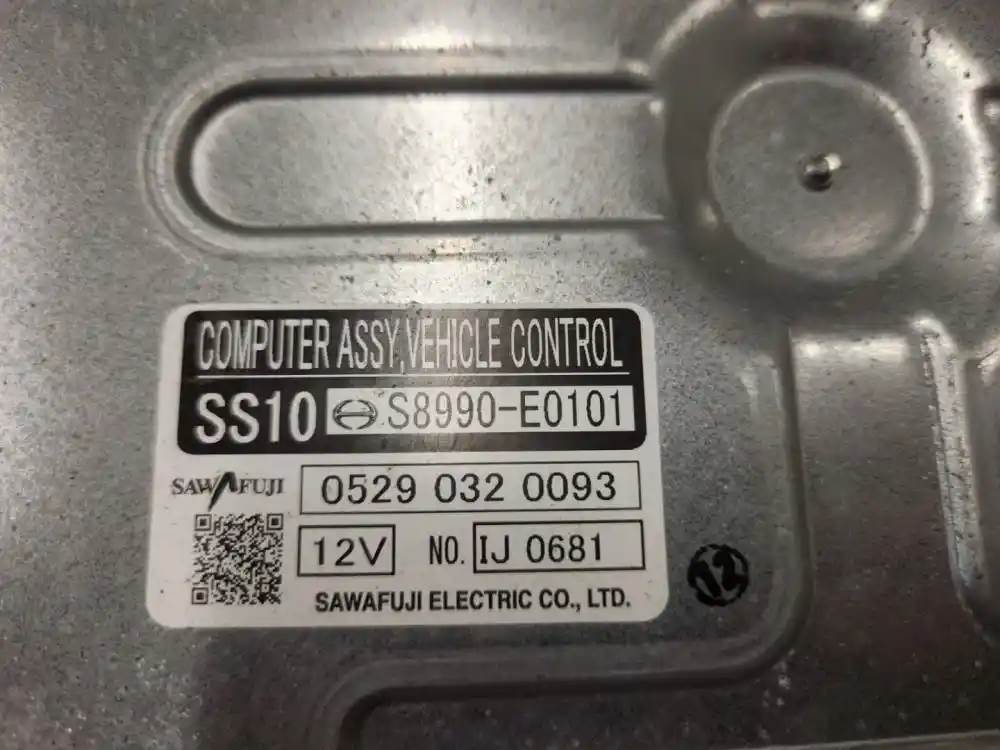 COMPUTER ASSY,VEHICLE CONTROL
SS10 S8990-E0101
SAWAFUJI 0529 032 0093
12V NO. IJ 0681
SAWAFUJI ELECTRIC CO., LTD.
12